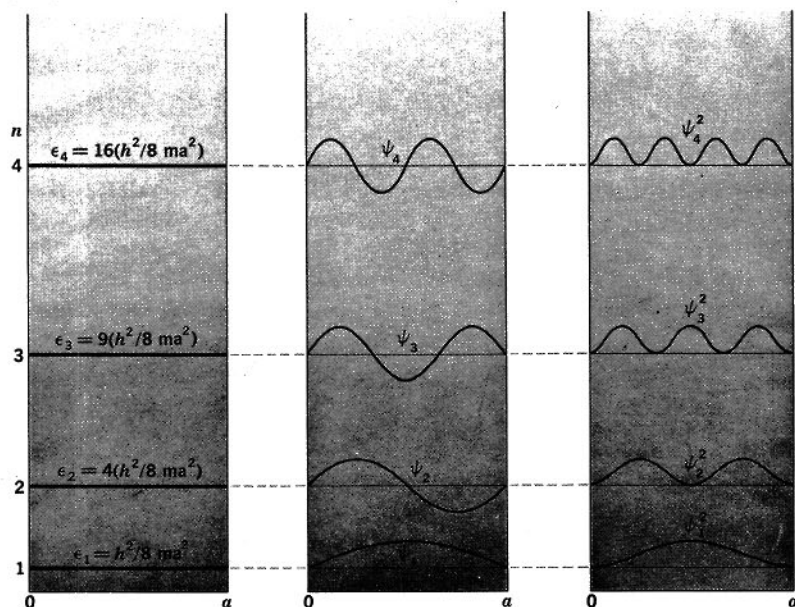 n
ϵ₄ = 16(h²/8 ma²)
ψ₄
ψ₄²
4
ϵ₃ = 9(h²/8 ma²)
ψ₃
ψ₃²
3
ϵ₂ = 4(h²/8 ma²)
ψ₂
ψ₂²
2
ϵ₁ = h²/8 ma²
ψ₁²
1
0 a 0 a 0 a